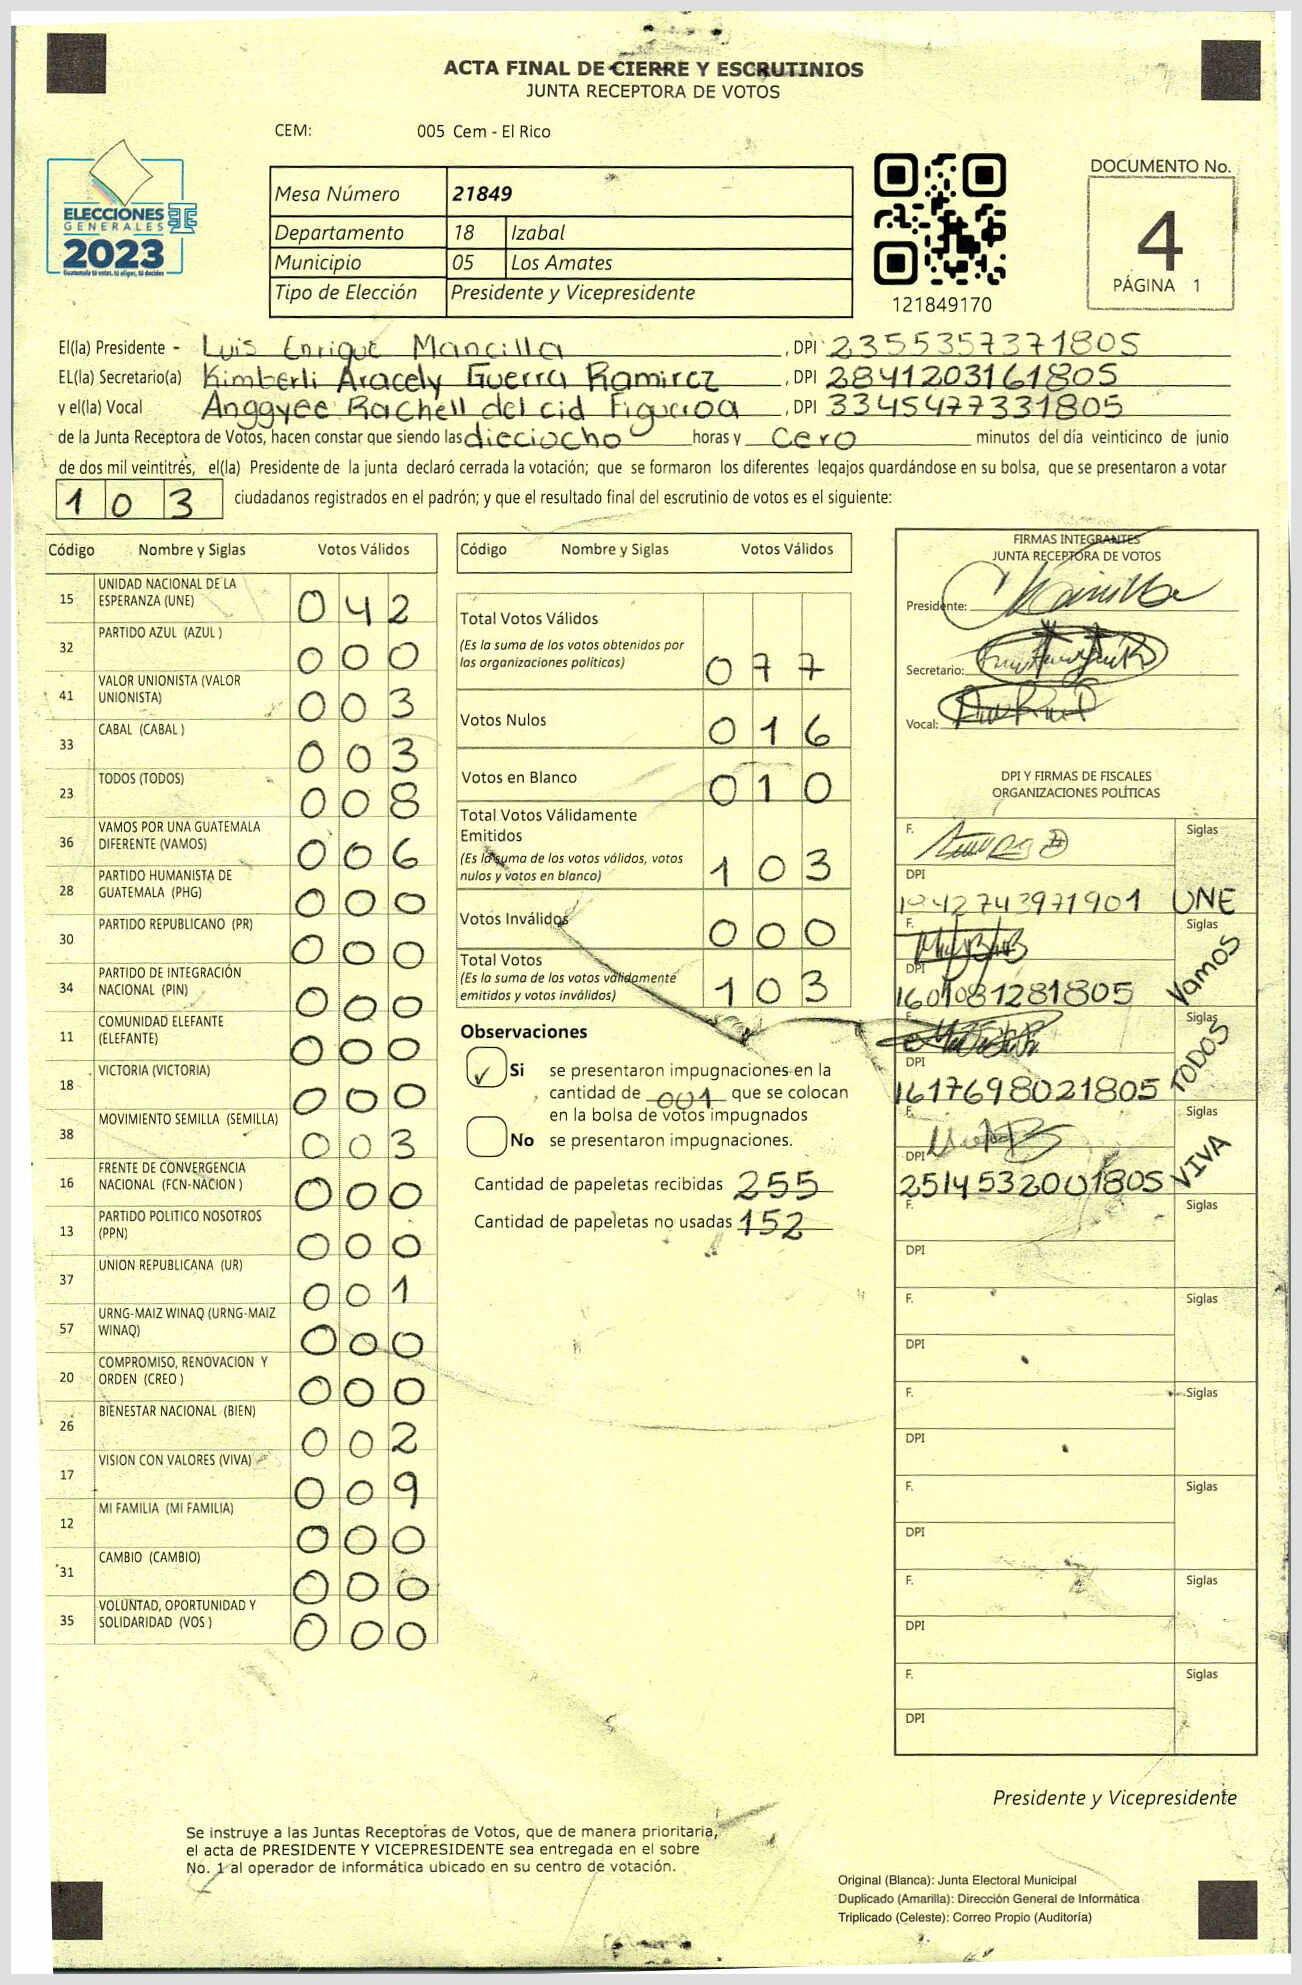 ACTA FINAL DE CIERRE Y ESCRUTINIOS
JUNTA RECEPTORA DE VOTOS
CEM: 005 Cem - El Rico
ELECCIONES
GENERALES
2023
Guatemala tú votas, tú eliges, tú decides
Mesa Número 21849
Departamento 18 Izabal
Municipio 05 Los Amates
Tipo de Elección Presidente y Vicepresidente
121849170
DOCUMENTO No.
4
PÁGINA 1
El(la) Presidente - Luis Enrique Mancilla , DPI 2355357371805
EL(la) Secretario(a) Kimberli Aracely Guerra Ramirez , DPI 2841203161805
y el(la) Vocal Anggyee Rachell del cid Figueroa , DPI 3345477331805
de la Junta Receptora de Votos, hacen constar que siendo las dieciocho horas y cero minutos del día veinticinco de junio
de dos mil veintitrés, el(la) Presidente de la junta declaró cerrada la votación; que se formaron los diferentes legajos guardándose en su bolsa, que se presentaron a votar
103 ciudadanos registrados en el padrón; y que el resultado final del escrutinio de votos es el siguiente:
Código Nombre y Siglas Votos Válidos
15 UNIDAD NACIONAL DE LA ESPERANZA (UNE) 042
32 PARTIDO AZUL (AZUL ) 000
41 VALOR UNIONISTA (VALOR UNIONISTA) 003
33 CABAL (CABAL ) 003
23 TODOS (TODOS) 008
36 VAMOS POR UNA GUATEMALA DIFERENTE (VAMOS) 006
28 PARTIDO HUMANISTA DE GUATEMALA (PHG) 000
30 PARTIDO REPUBLICANO (PR) 000
34 PARTIDO DE INTEGRACIÓN NACIONAL (PIN) 000
11 COMUNIDAD ELEFANTE (ELEFANTE) 000
18 VICTORIA (VICTORIA) 000
38 MOVIMIENTO SEMILLA (SEMILLA) 003
16 FRENTE DE CONVERGENCIA NACIONAL (FCN-NACION ) 000
13 PARTIDO POLITICO NOSOTROS (PPN) 000
37 UNION REPUBLICANA (UR) 001
57 URNG-MAIZ WINAQ (URNG-MAIZ WINAQ) 000
20 COMPROMISO, RENOVACION Y ORDEN (CREO ) 000
26 BIENESTAR NACIONAL (BIEN) 002
17 VISION CON VALORES (VIVA) 009
12 MI FAMILIA (MI FAMILIA) 000
31 CAMBIO (CAMBIO) 000
35 VOLUNTAD, OPORTUNIDAD Y SOLIDARIDAD (VOS ) 000
Código Nombre y Siglas Votos Válidos
Total Votos Válidos
(Es la suma de los votos obtenidos por
las organizaciones políticas) 077
Votos Nulos 016
Votos en Blanco 010
Total Votos Válidamente
Emitidos
(Es la suma de los votos válidos, votos
nulos y votos en blanco) 103
Votos Inválidos 000
Total Votos
(Es la suma de los votos válidamente
emitidos y votos inválidos) 103
Observaciones
✓ Si se presentaron impugnaciones en la
cantidad de 001 que se colocan
en la bolsa de votos impugnados
No se presentaron impugnaciones.
Cantidad de papeletas recibidas 255
Cantidad de papeletas no usadas 152
FIRMAS INTEGRANTES
JUNTA RECEPTORA DE VOTOS
Presidente:
Secretario:
Vocal:
DPI Y FIRMAS DE FISCALES
ORGANIZACIONES POLÍTICAS
F. Siglas
DPI
UNE
F. Siglas
DPI
1601081281805 Vamos
F. Siglas
DPI
1617698021805 TODOS
F. Siglas
DPI
2514532001805 VIVA
F. Siglas
DPI
F. Siglas
DPI
F. Siglas
DPI
F. Siglas
DPI
F. Siglas
DPI
F. Siglas
DPI
Presidente y Vicepresidente
Se instruye a las Juntas Receptoras de Votos, que de manera prioritaria,
el acta de PRESIDENTE Y VICEPRESIDENTE sea entregada en el sobre
No. 1 al operador de informática ubicado en su centro de votación.
Original (Blanca): Junta Electoral Municipal
Duplicado (Amarilla): Dirección General de Informática
Triplicado (Celeste): Correo Propio (Auditoría)